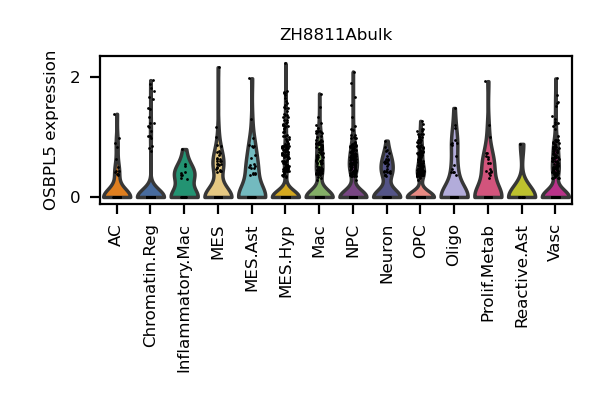 ZH8811Abulk
OSBPL5 expression
2
0
AC
Chromatin.Reg
Inflammatory.Mac
MES
MES.Ast
MES.Hyp
Mac
NPC
Neuron
OPC
Oligo
Prolif.Metab
Reactive.Ast
Vasc